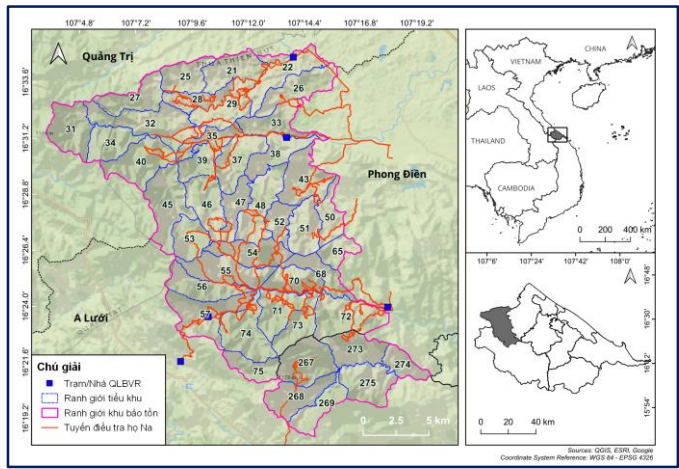 107°4.8' 107°7.2' 107°9.6' 107°12.0' 107°14.4' 107°16.8' 107°19.2'
16°33.6'
16°31.2'
16°28.8'
16°26.4'
16°24.0'
16°21.6'
16°19.2'
Quảng Trị
22
25 21
26
27 28 29
31 32 35 33
34
40 39 37 38
Phong Điền
43
45 46 47 48
52 51 50
53 54 65
55 68
56 70
A Lưới
57 71 72
74 73
75 267 273 274
275
268 269
Chú giải
Trạm/Nhà QLBVR
Ranh giới tiểu khu
Ranh giới khu bảo tồn
Tuyến điều tra họ Na
0 2.5 5 km
CHINA
VIETNAM
LAOS
THAILAND
CAMBODIA
0 200 400 km
107°6' 107°24' 107°42' 108°0'
16°48'
16°30'
16°12'
15°54'
0 20 40 km
Sources: QGIS, ESRI, Google
Coordinate System Reference: WGS 84 - EPSG 4326